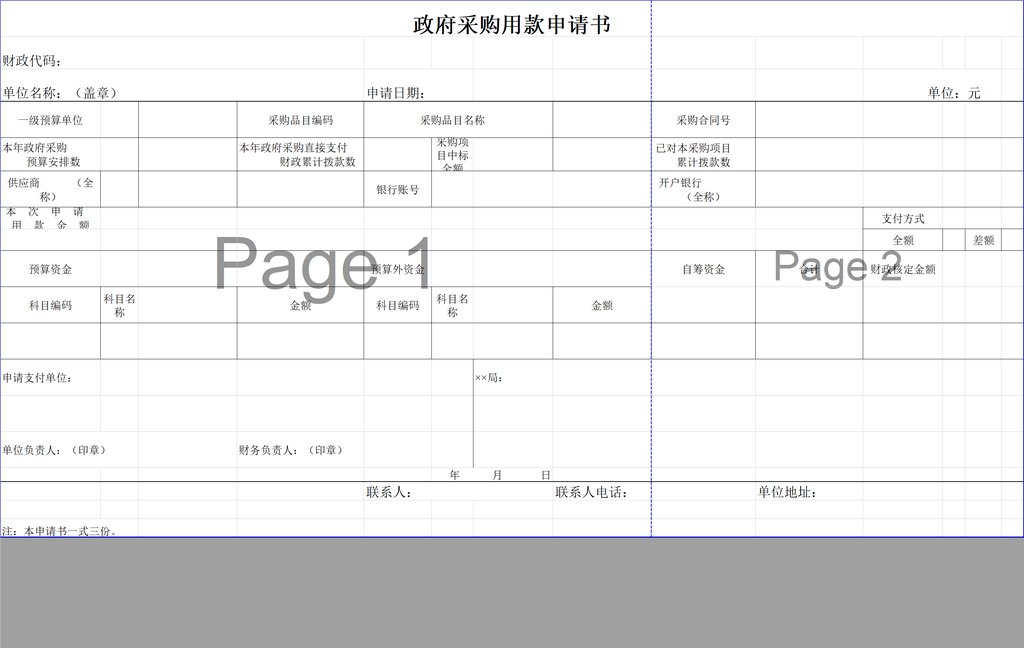 政府采购用款申请书
财政代码：
单位名称：（盖章） 申请日期： 单位：元
一级预算单位 采购品目编码 采购品目名称 采购合同号
本年政府采购
预算安排数
本年政府采购直接支付
财政累计拨款数
采购项
目中标
金额
已对本采购项目
累计拨款数
供应商 （全
称）
银行账号
开户银行
（全称）
本次申请
用款金额
支付方式
全额 差额
Page 1
Page 2
预算资金 预算外资金 自筹资金 合计 财政核定金额
科目编码 科目名
称
金额 科目编码 科目名
称
金额
申请支付单位： ××局：
单位负责人：（印章） 财务负责人：（印章）
年 月 日
联系人： 联系人电话： 单位地址：
注：本申请书一式三份。